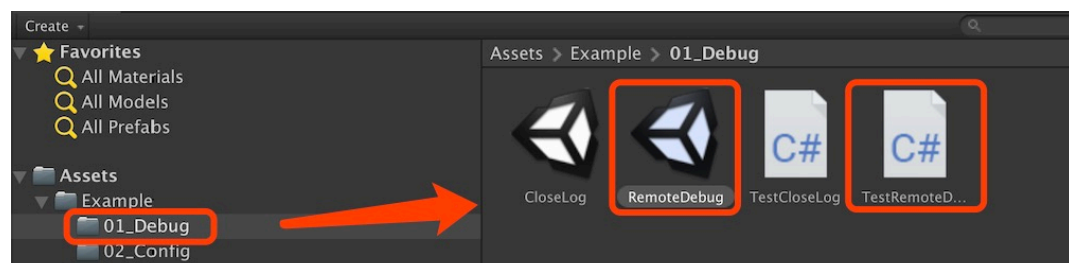 Create
Favorites
All Materials
All Models
All Prefabs
Assets
Example
01_Debug
02_Config
Assets > Example > 01_Debug
C#
C#
CloseLog
RemoteDebug
TestCloseLog
TestRemoteD...